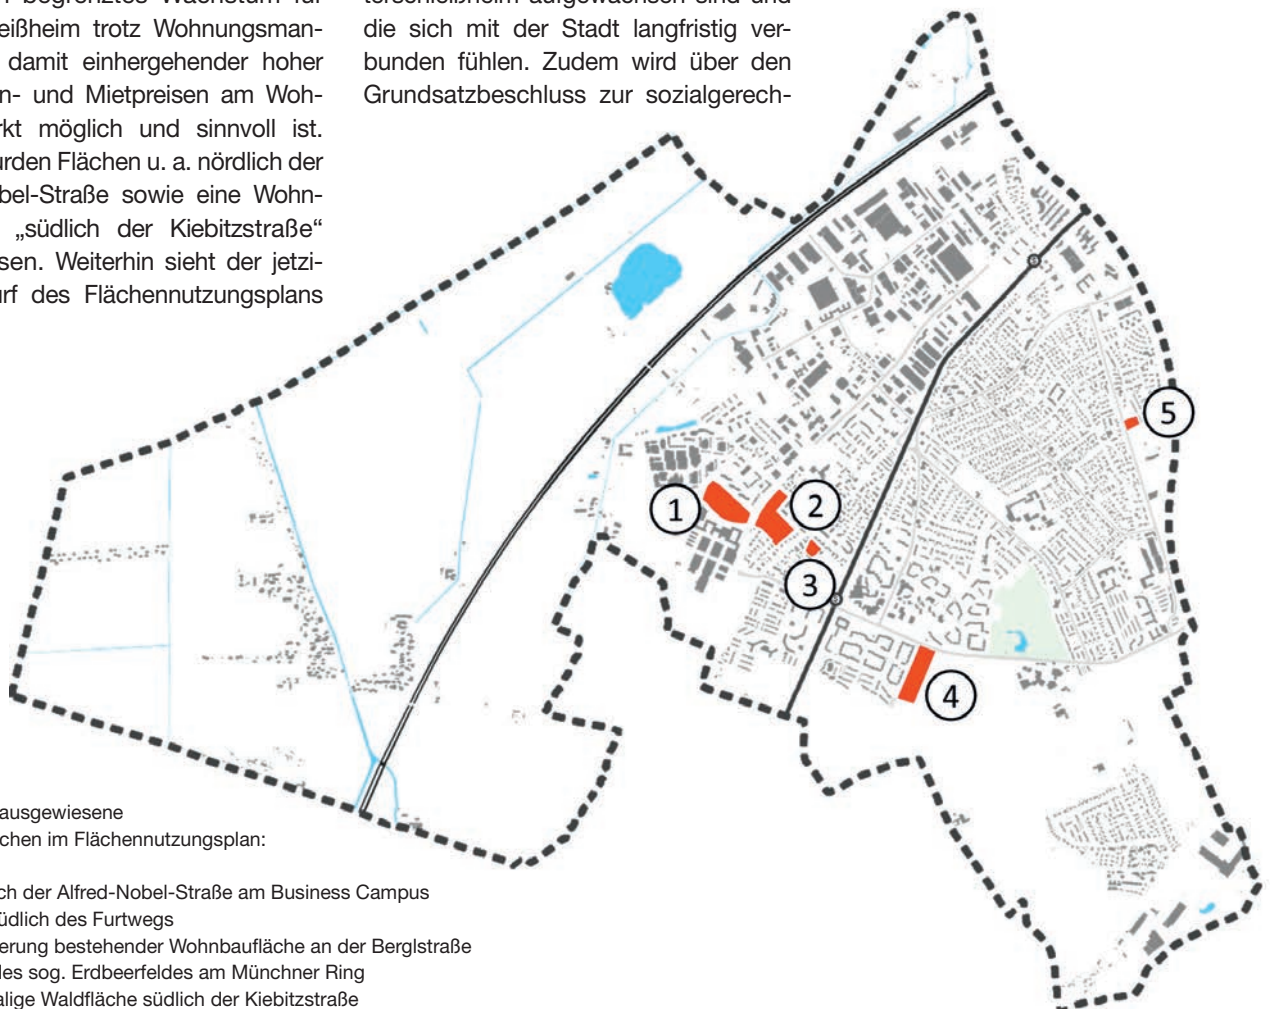 begrenztes Wachstum für
eißheim trotz Wohnungsman-
damit einhergehender hoher
n- und Mietpreisen am Woh-
rkt möglich und sinnvoll ist.
urden Flächen u. a. nördlich der
bel-Straße sowie eine Wohn-
„südlich der Kiebitzstraße“
sen. Weiterhin sieht der jetzi-
urf des Flächennutzungsplans
terschleißheim aufgewachsen sind und
die sich mit der Stadt langfristig ver-
bunden fühlen. Zudem wird über den
Grundsatzbeschluss zur sozialgerech-
1
2
3
4
5
ausgewiesene
chen im Flächennutzungsplan:
ch der Alfred-Nobel-Straße am Business Campus
üdlich des Furtwegs
erung bestehender Wohnbaufläche an der Berglstraße
des sog. Erdbeerfeldes am Münchner Ring
alige Waldfläche südlich der Kiebitzstraße